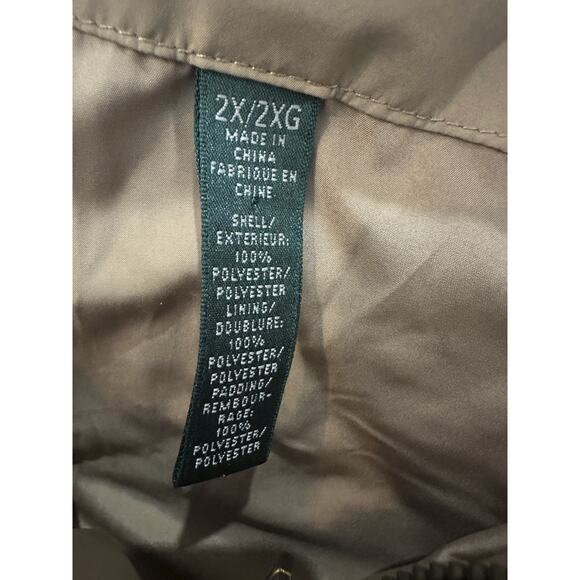 2X/2XG
MADE IN
CHINA
FABRIQUE EN
CHINE
SHELL/
EXTERIEUR:
100%
POLYESTER/
POLYESTER
LINING/
DOUBLURE:
100%
POLYESTER/
POLYESTER
PADDING/
REMBOUR-
RAGE:
100%
POLYESTER/
POLYESTER